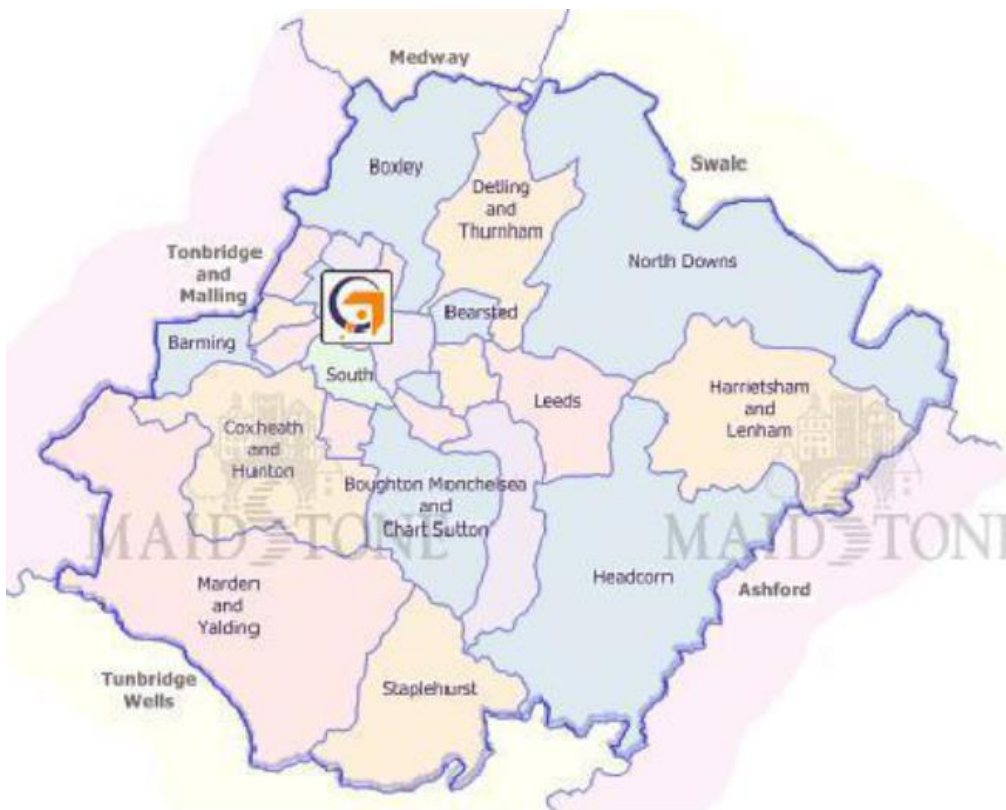 Medway
Boxley
Swale
Detling
and
Thurnham
Tonbridge
and
Malling
North Downs
Bearsted
Barming
South
Leeds
Harrietsham
and
Lenham
Coxheath
and
Hunton
Boughton Monchelsea
and
Chart Sutton
MAIDSTONE
MAIDSTONE
Headcorn
Ashford
Marden
and
Yalding
Tunbridge
Wells
Staplehurst